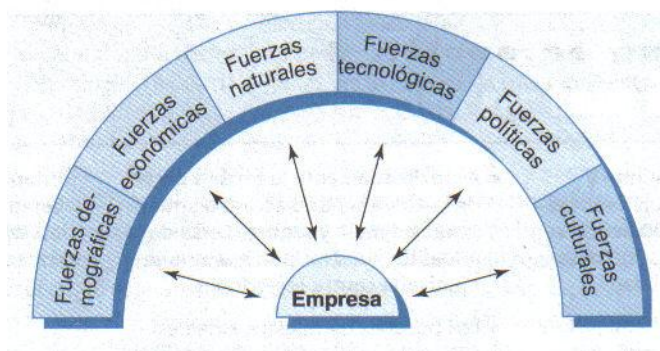 Fuerzas de-
mográficas
Fuerzas
económicas
Fuerzas
naturales
Fuerzas
tecnológicas
Fuerzas
políticas
Fuerzas
culturales
Empresa